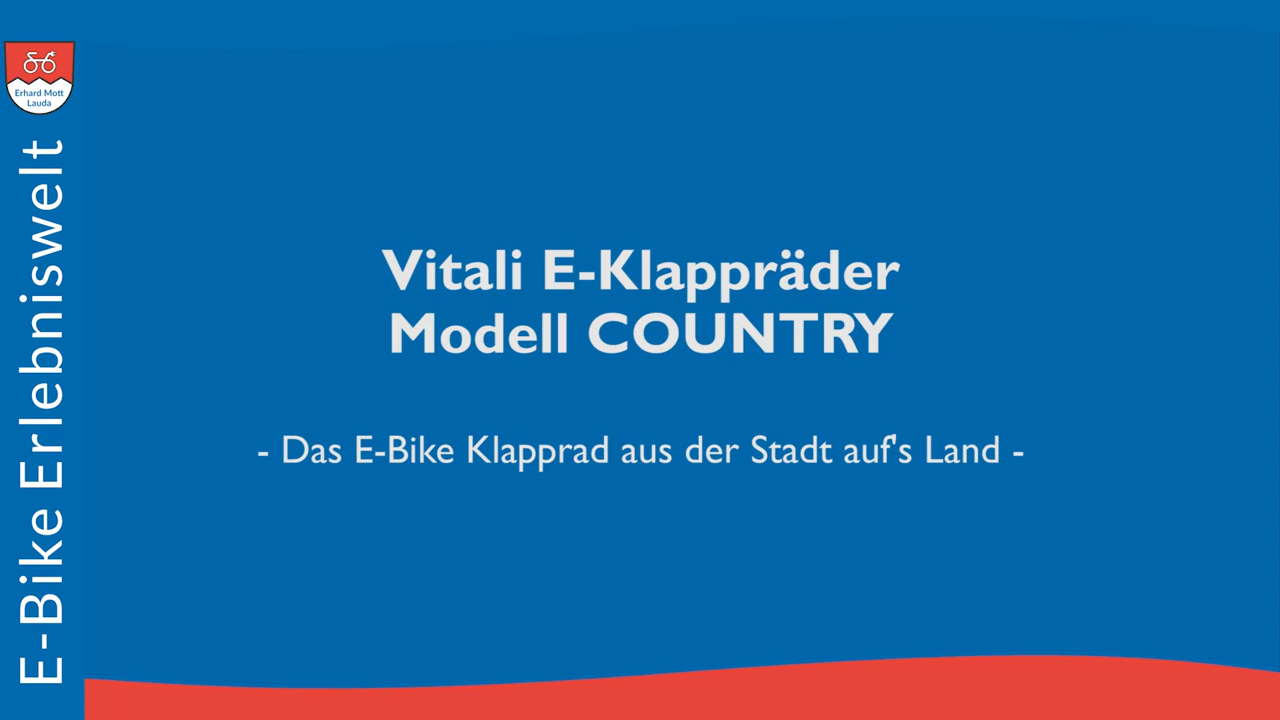 Erhard Mott
Lauda
E-Bike Erlebniswelt
Vitali E-Klappräder
Modell COUNTRY
- Das E-Bike Klapprad aus der Stadt auf's Land -